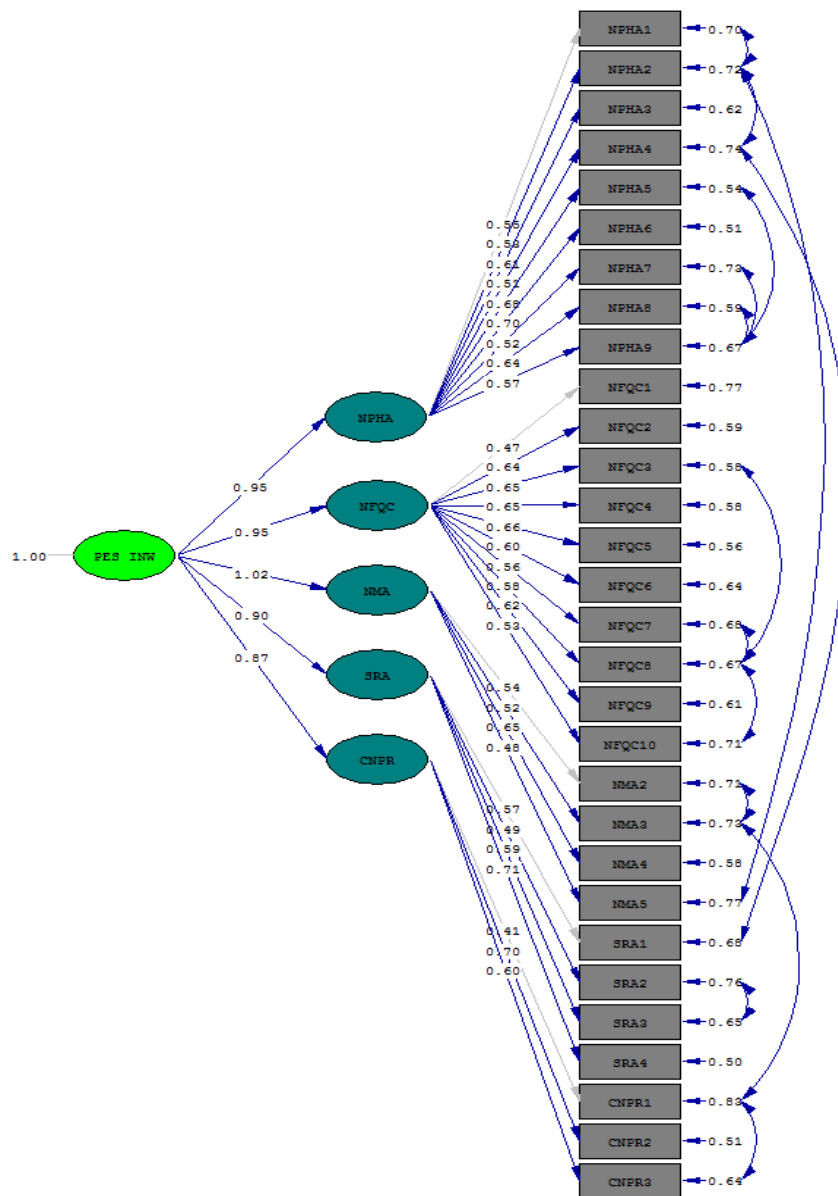 NPHA1 0.70
NPHA2 0.72
NPHA3 0.62
NPHA4 0.74
NPHA5 0.54
NPHA6 0.51
NPHA7 0.73
NPHA8 0.59
NPHA9 0.67
NFQC1 0.77
NFQC2 0.59
NFQC3 0.58
NFQC4 0.58
NFQC5 0.56
NFQC6 0.64
NFQC7 0.68
NFQC8 0.67
NFQC9 0.61
NFQC10 0.71
NMA2 0.71
NMA3 0.73
NMA4 0.58
NMA5 0.77
SRA1 0.68
SRA2 0.76
SRA3 0.65
SRA4 0.50
CNPR1 0.83
CNPR2 0.51
CNPR3 0.64
0.55
0.53
0.61
0.51
0.68
0.70
0.52
0.64
0.57
NPHA
0.47
0.64
0.65
0.65
0.66
0.60
0.56
0.58
0.62
0.53
NFQC
0.54
0.52
0.65
0.48
NMA
0.57
0.49
0.59
0.71
SRA
0.41
0.70
0.60
CNPR
0.95
0.95
1.02
0.90
0.87
1.00 PES INW